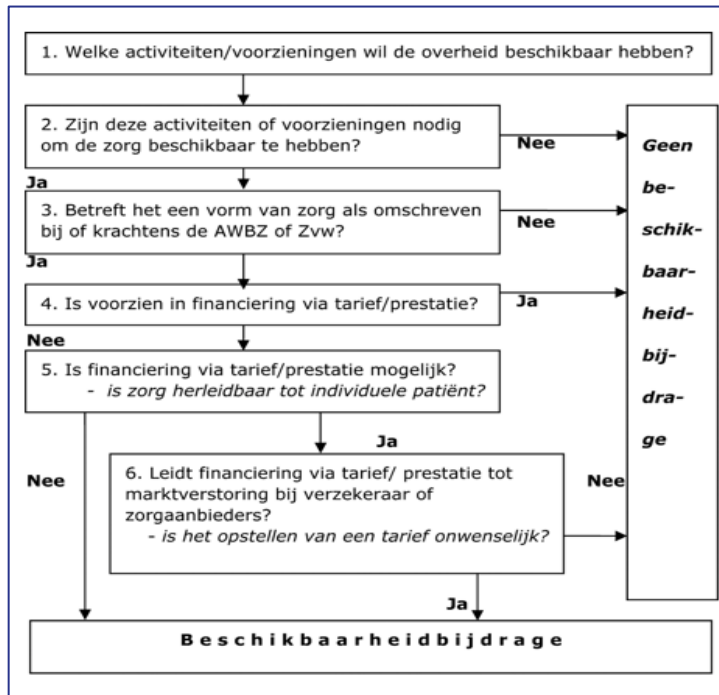 1. Welke activiteiten/voorzieningen wil de overheid beschikbaar hebben?
2. Zijn deze activiteiten of voorzieningen nodig
om de zorg beschikbaar te hebben?
Nee
Ja
3. Betreft het een vorm van zorg als omschreven
bij of krachtens de AWBZ of Zvw?
Nee
Ja
4. Is voorzien in financiering via tarief/prestatie?
Ja
Nee
5. Is financiering via tarief/prestatie mogelijk?
- is zorg herleidbaar tot individuele patiënt?
Ja
Nee
6. Leidt financiering via tarief/ prestatie tot
marktverstoring bij verzekeraar of
zorgaanbieders?
- is het opstellen van een tarief onwenselijk?
Nee
Ja
Geen
be-
schik-
baar-
heid-
bij-
dra-
ge
Beschikbaarheidbijdrage